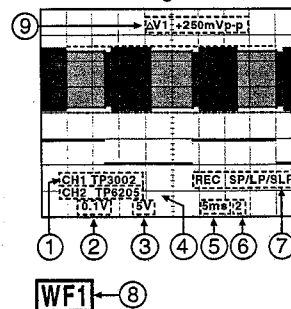 ⑨ △V1 +250mVp-p
CH1 TP3002 REC SP/LP/SLP
CH2 TP6205
0.1V 5V 5ms 2
① ② ③ ④ ⑤ ⑥ ⑦
WF1 ⑧